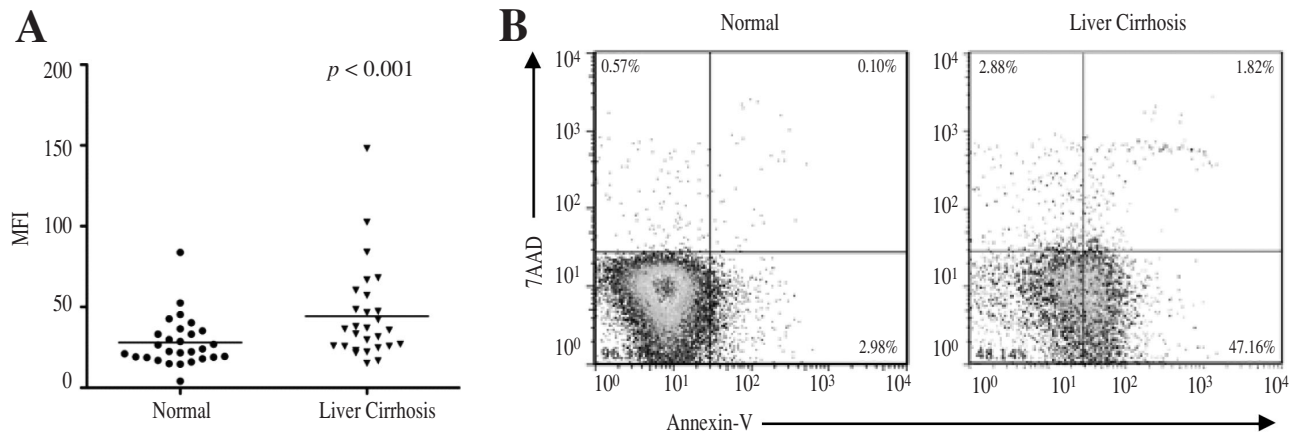 A
p < 0.001
MFI
200
150
100
50
0
Normal
Liver Cirrhosis
B
Normal
Liver Cirrhosis
7AAD
10⁴
10³
10²
10¹
10⁰
0.57%
0.10%
2.98%
10⁰ 10¹ 10² 10³ 10⁴
10⁴
10³
10²
10¹
10⁰
2.88%
1.82%
48.14%
47.16%
10⁰ 10¹ 10² 10³ 10⁴
Annexin-V